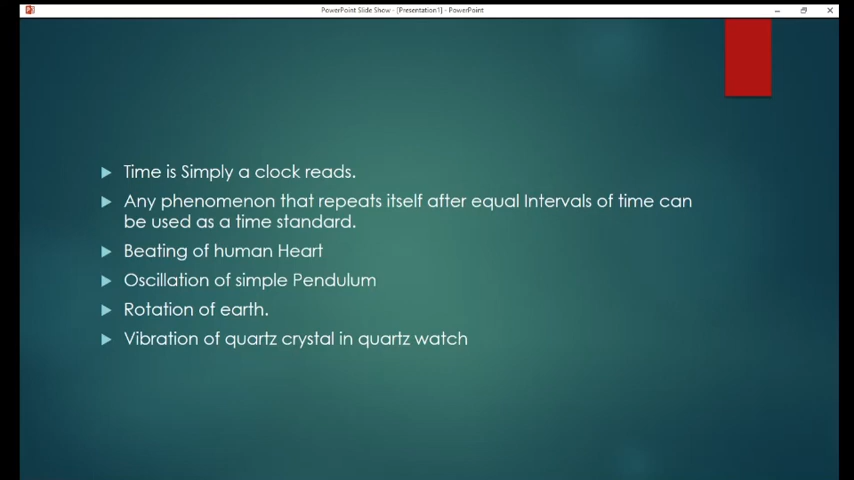 PowerPoint Slide Show - [Presentation1] - PowerPoint
Time is Simply a clock reads.
Any phenomenon that repeats itself after equal Intervals of time can
be used as a time standard.
Beating of human Heart
Oscillation of simple Pendulum
Rotation of earth.
Vibration of quartz crystal in quartz watch